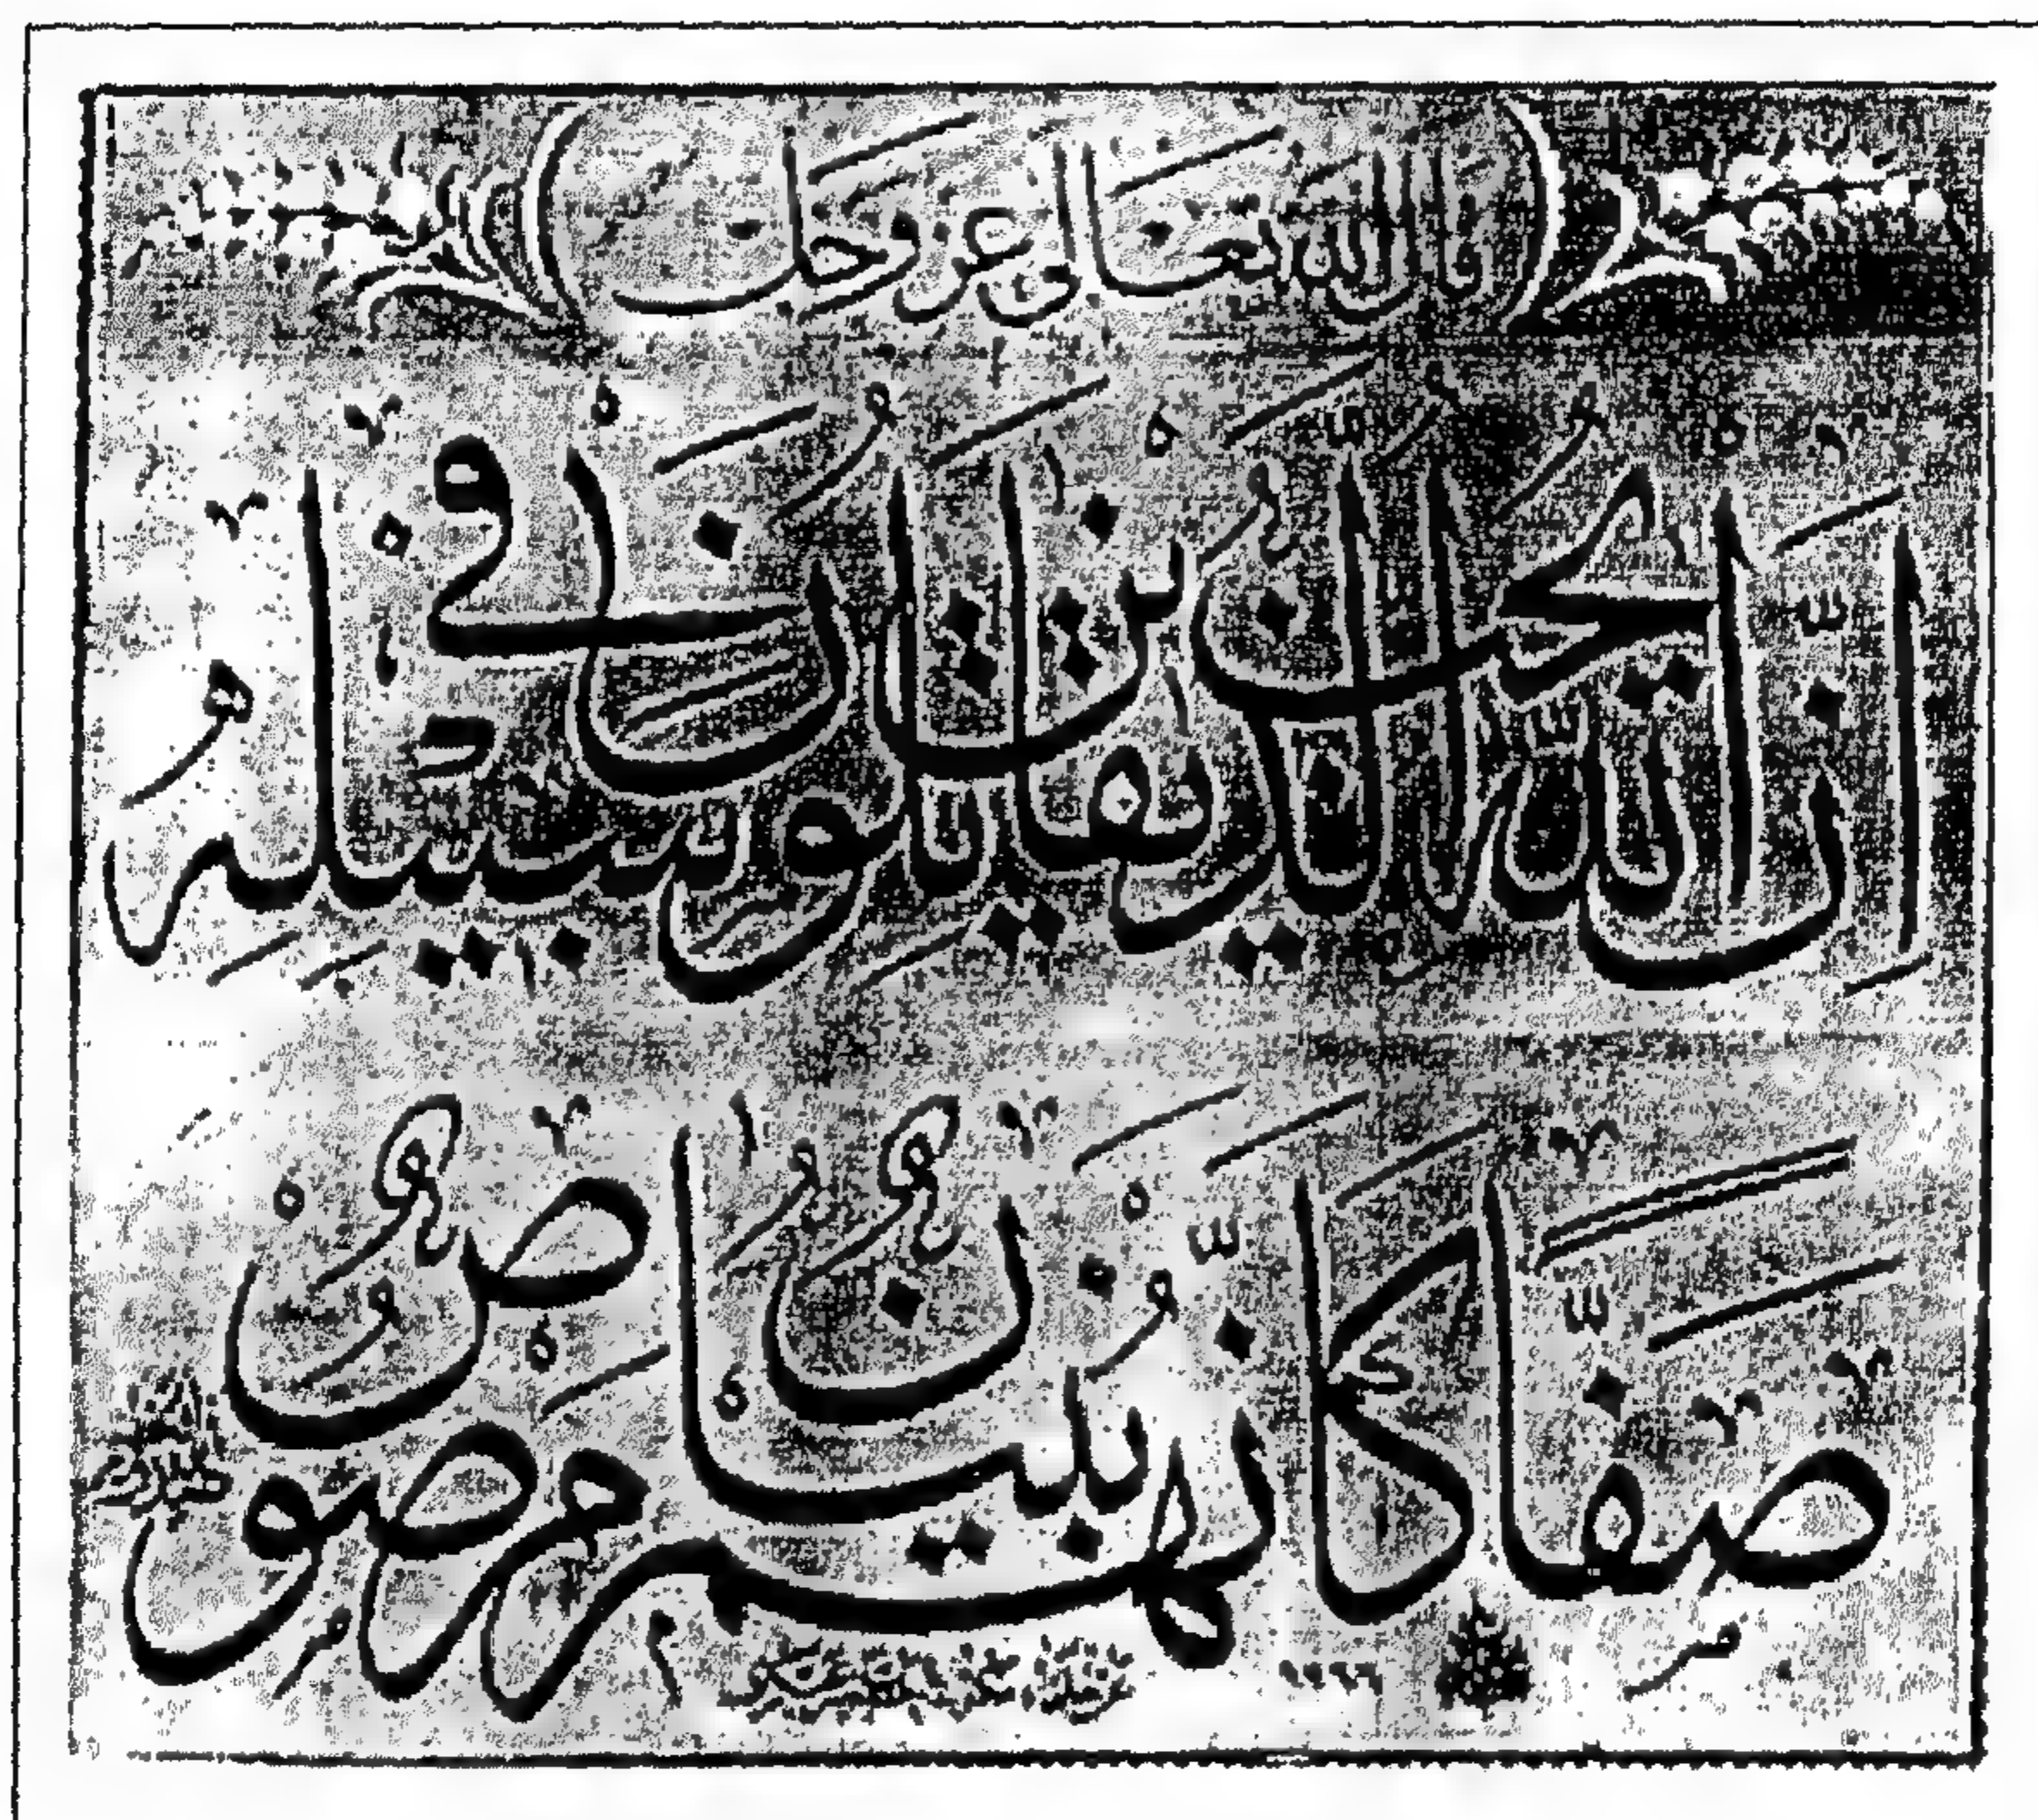 قال الله تعالى عز وجل
إن الله يحب الذين يقاتلون في سبيله
صفا كأنهم بنيان مرصوص